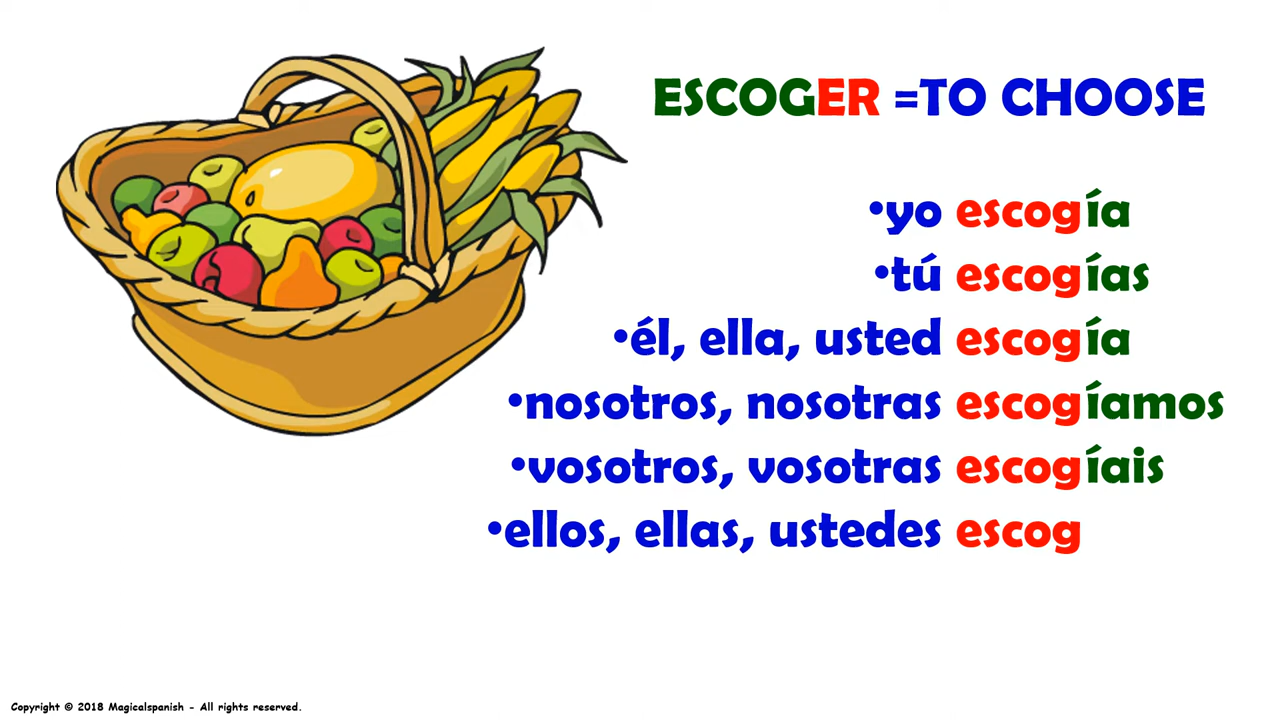 ESCOGER =TO CHOOSE
•yo escogía
•tú escogías
•él, ella, usted escogía
•nosotros, nosotras escogíamos
•vosotros, vosotras escogíais
•ellos, ellas, ustedes escog
Copyright © 2018 Magicalspanish - All rights reserved.